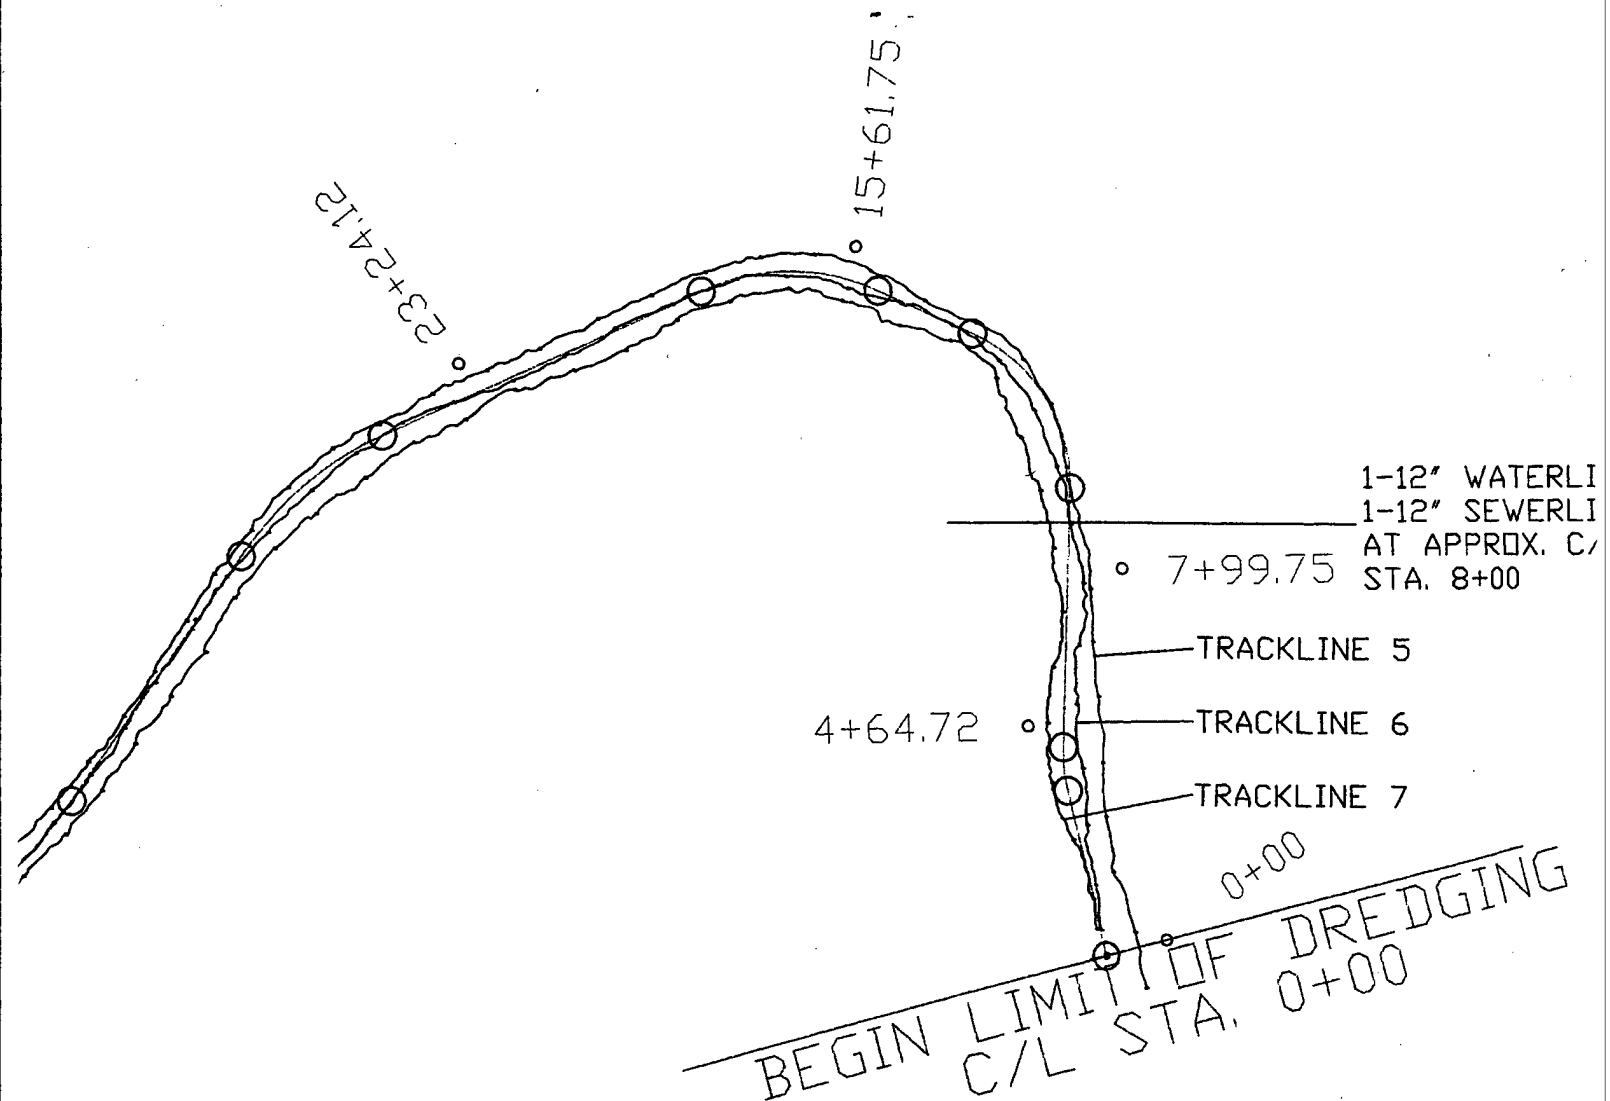 15+61.75
23+24.12
1-12" WATERLI
1-12" SEWERLI
AT APPROX. C/
STA. 8+00
7+99.75
TRACKLINE 5
4+64.72
TRACKLINE 6
TRACKLINE 7
0+00
BEGIN LIMIT OF DREDGING
C/L STA. 0+00